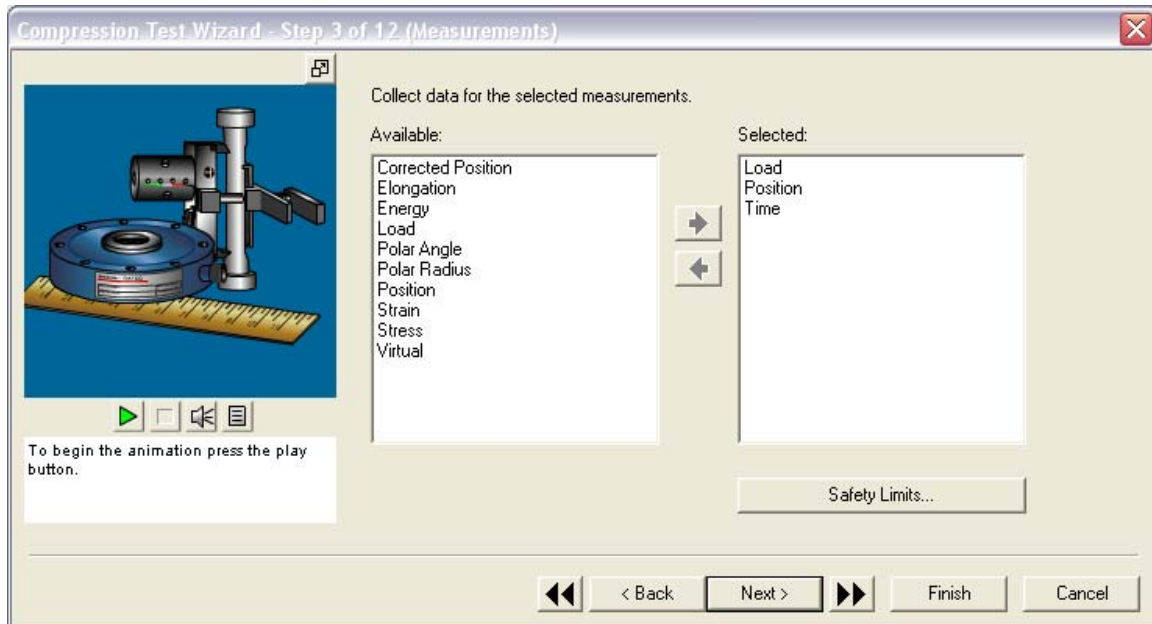 Compression Test Wizard - Step 3 of 12 (Measurements)
Collect data for the selected measurements.
Available:
Corrected Position
Elongation
Energy
Load
Polar Angle
Polar Radius
Position
Strain
Stress
Virtual
Selected:
Load
Position
Time
To begin the animation press the play
button.
Safety Limits...
< Back
Next >
Finish
Cancel